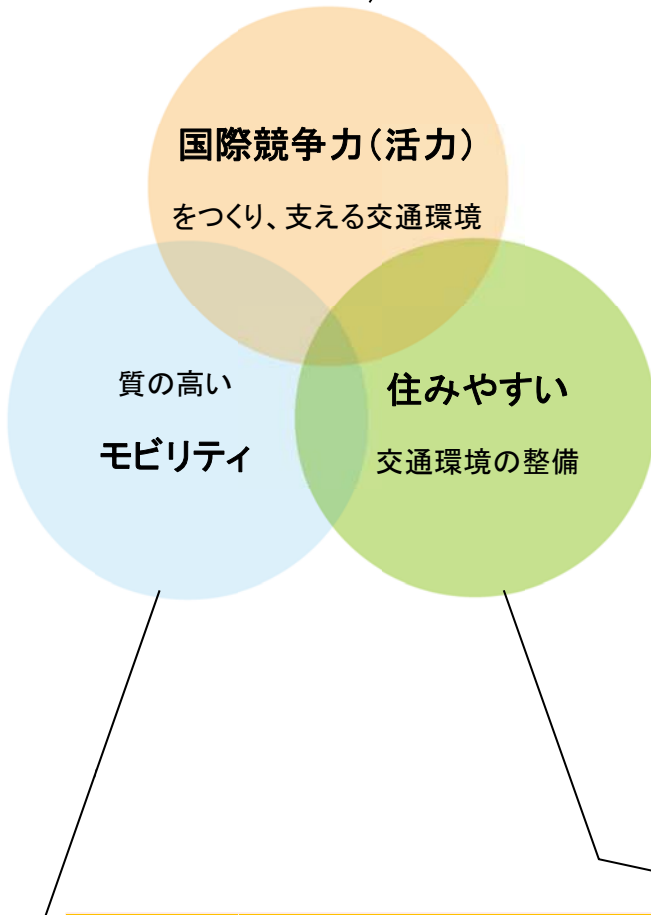 国際競争力（活力）
をつくり、支える交通環境
質の高い
モビリティ
住みやすい
交通環境の整備